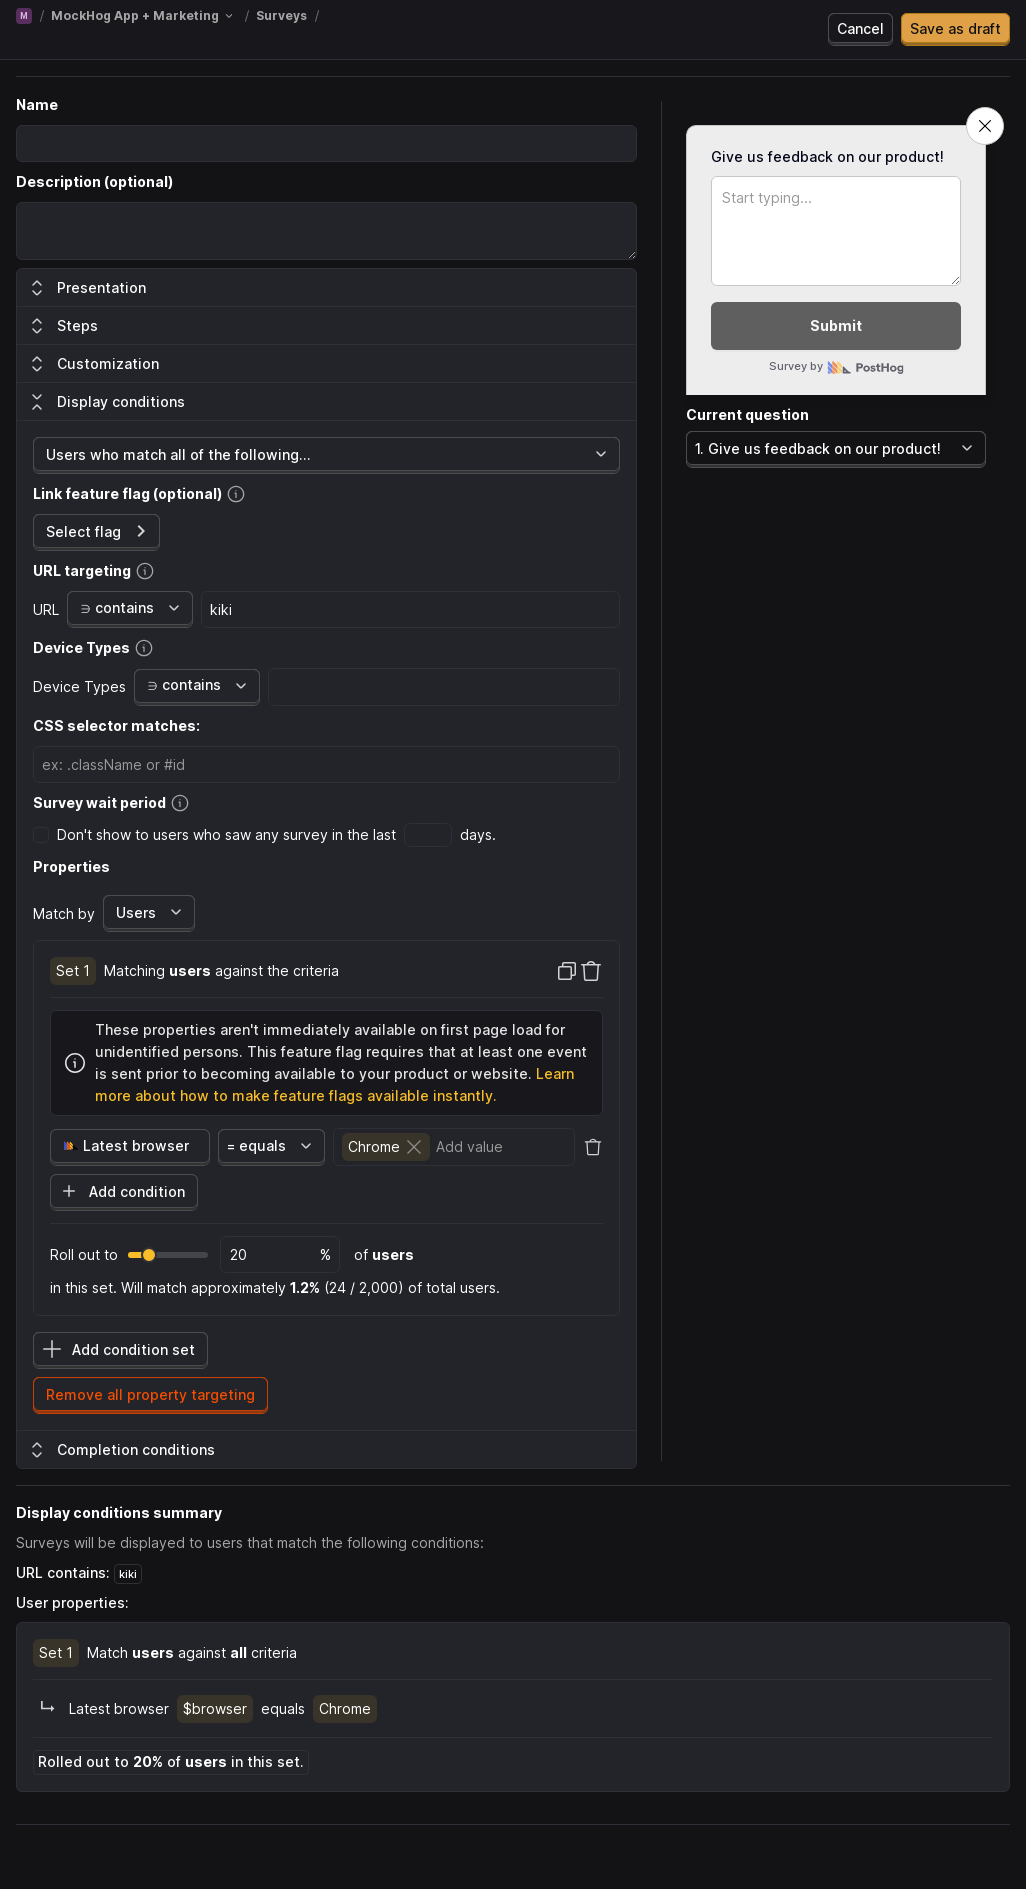 M / MockHog App + Marketing / Surveys /
Cancel
Save as draft
Name
Description (optional)
Presentation
Steps
Customization
Display conditions
Users who match all of the following...
Link feature flag (optional)
Select flag
URL targeting
URL ∋ contains kiki
Device Types
Device Types ∋ contains
CSS selector matches:
ex: .className or #id
Survey wait period
Don't show to users who saw any survey in the last days.
Properties
Match by Users
Set 1 Matching users against the criteria
These properties aren't immediately available on first page load for
unidentified persons. This feature flag requires that at least one event
is sent prior to becoming available to your product or website. Learn
more about how to make feature flags available instantly.
Latest browser = equals Chrome Add value
Add condition
Roll out to 20 % of users
in this set. Will match approximately 1.2% (24 / 2,000) of total users.
Add condition set
Remove all property targeting
Completion conditions
Give us feedback on our product!
Start typing...
Submit
Survey by PostHog
Current question
1. Give us feedback on our product!
Display conditions summary
Surveys will be displayed to users that match the following conditions:
URL contains: kiki
User properties:
Set 1 Match users against all criteria
Latest browser $browser equals Chrome
Rolled out to 20% of users in this set.